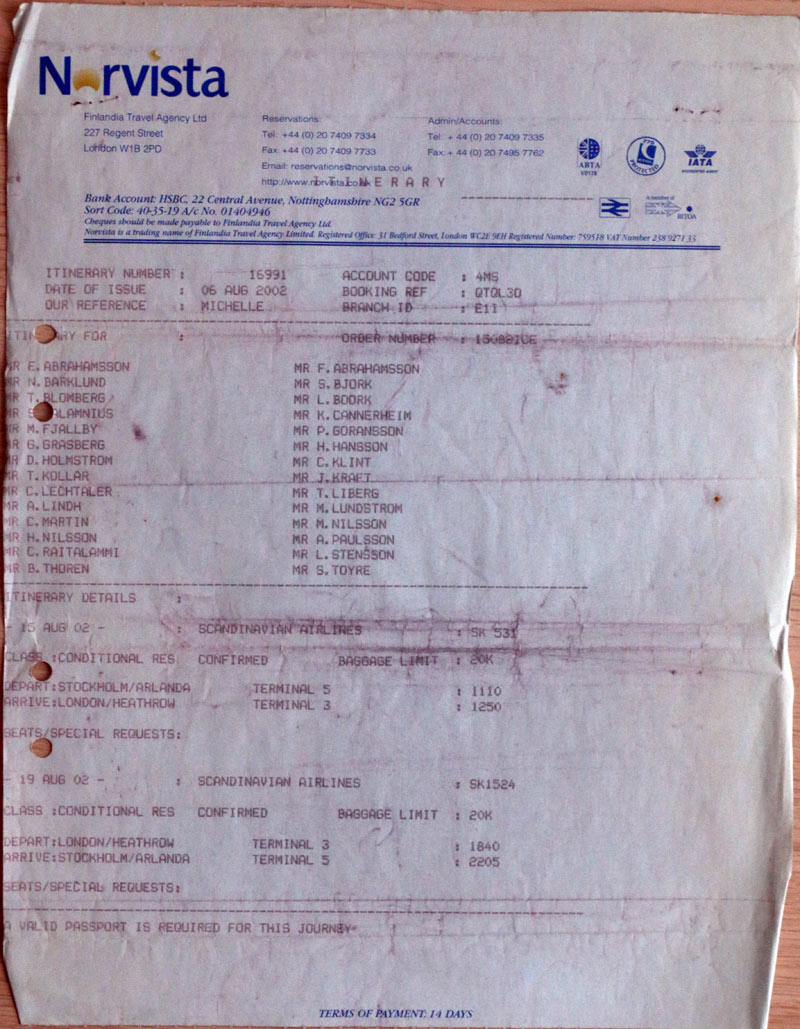 Norvista
Finlandia Travel Agency Ltd
227 Regent Street
London W1B 2PD
Reservations:
Tel: +44 (0) 20 7409 7334
Fax: +44 (0) 20 7409 7733
Email: reservations@norvista.co.uk
http://www.norvista.co.uk
Admin/Accounts:
Tel: + 44 (0) 20 7409 7335
Fax: + 44 (0) 20 7495 7762
ABTA
V0128
PROTECTED
IATA
ACCREDITED AGENT
A member of
BITOA
ITINERARY
Bank Account: HSBC, 22 Central Avenue, Nottinghamshire NG2 5GR
Sort Code: 40-35-19 A/c No. 01404946
Cheques should be made payable to Finlandia Travel Agency Ltd.
Norvista is a trading name of Finlandia Travel Agency Limited. Registered Office: 31 Bedford Street, London WC2E 9EH Registered Number: 759518 VAT Number 238 9271 33
ITINERARY NUMBER : 16991 ACCOUNT CODE : 4MS
DATE OF ISSUE : 06 AUG 2002 BOOKING REF : QTQL3O
OUR REFERENCE : MICHELLE BRANCH ID : E11
FOR : ORDER NUMBER :
MR E.ABRAHAMSSON MR F.ABRAHAMSSON
MR N.BARKLUND MR S.BJORK
MR T.BLOMBERG MR L.BOORK
MR MR K.CANNERHEIM
MR M.FJALLBY MR P.GORANSSON
MR G.GRASBERG MR H.HANSSON
MR D.HOLMSTROM MR C.KLINT
MR T.KOLLAR MR J.KRAFT
MR C.LECHTALER MR T.LIBERG
MR A.LINDH MR M.LUNDSTROM
MR C.MARTIN MR M.NILSSON
MR H.NILSSON MR A.PAULSSON
MR C.RAITALAMMI MR L.STENSSON
MR B.THOREN MR S.TOYRE
ITINERARY DETAILS :
- 15 AUG 02 - : SCANDINAVIAN AIRLINES : SK 531
CLASS :CONDITIONAL RES CONFIRMED BAGGAGE LIMIT : 20K
DEPART:STOCKHOLM/ARLANDA TERMINAL 5 : 1110
ARRIVE:LONDON/HEATHROW TERMINAL 3 : 1250
SEATS/SPECIAL REQUESTS:
- 19 AUG 02 - : SCANDINAVIAN AIRLINES : SK1524
CLASS :CONDITIONAL RES CONFIRMED BAGGAGE LIMIT : 20K
DEPART:LONDON/HEATHROW TERMINAL 3 : 1840
ARRIVE:STOCKHOLM/ARLANDA TERMINAL 5 : 2205
SEATS/SPECIAL REQUESTS:
A VALID PASSPORT IS REQUIRED FOR THIS JOURNEY
TERMS OF PAYMENT: 14 DAYS